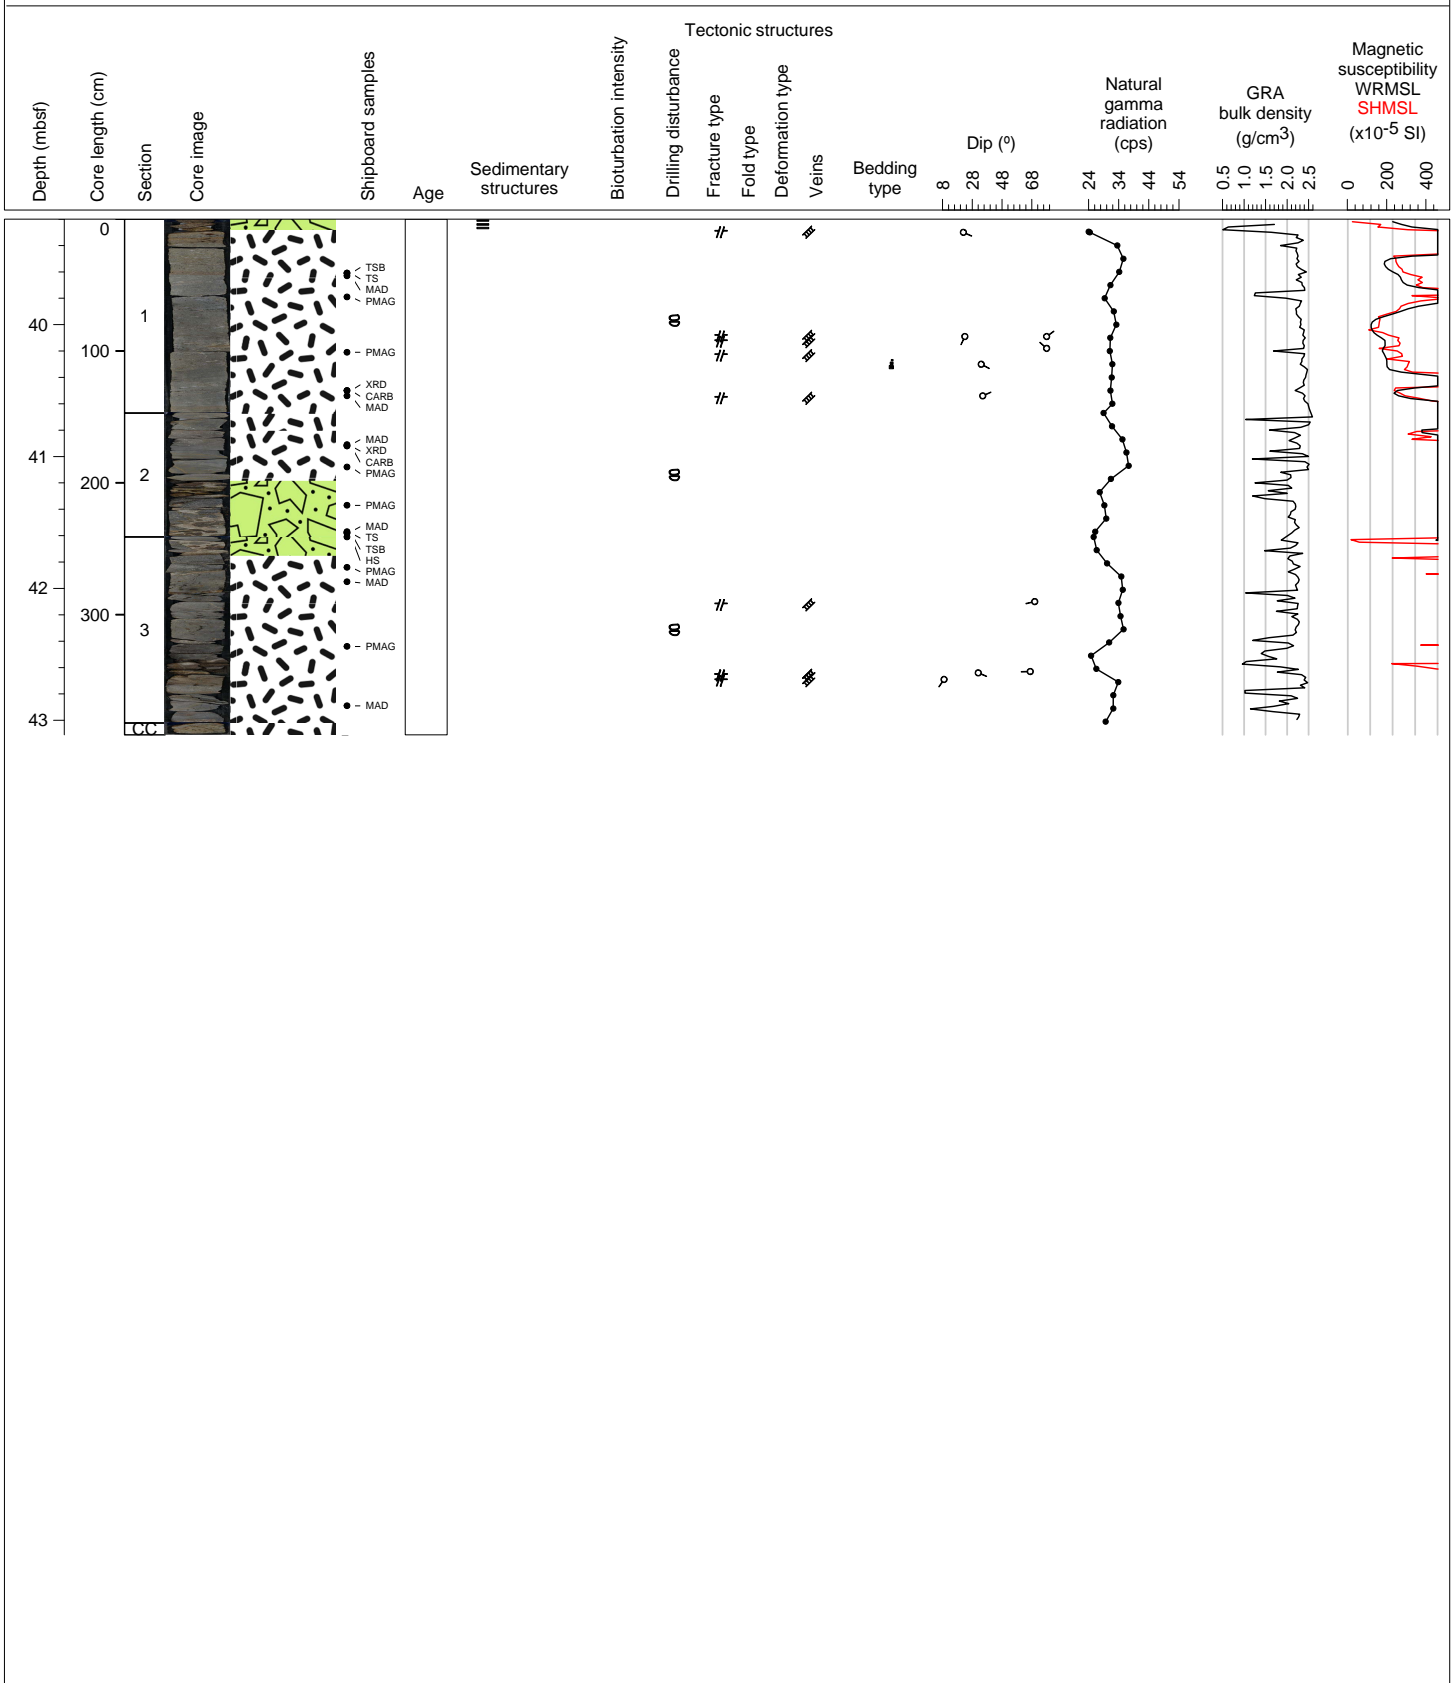 Tectonic structures
Depth (mbsf)
Core length (cm)
Section
Core image
Shipboard samples
Age
Sedimentary
structures
Bioturbation intensity
Drilling disturbance
Fracture type
Fold type
Deformation type
Veins
Bedding
type
Dip (º)
8 28 48 68
Natural
gamma
radiation
(cps)
24 34 44 54
GRA
bulk density
(g/cm3)
0.5 1.0 1.5 2.0 2.5
Magnetic
susceptibility
WRMSL
SHMSL
(x10-5 SI)
0 200 400
0
TSB
TS
MAD
PMAG
40
1
100
PMAG
XRD
CARB
MAD
MAD
XRD
41
CARB
2
PMAG
200
PMAG
MAD
TS
TSB
HS
PMAG
42
MAD
300
3
PMAG
MAD
43
CC